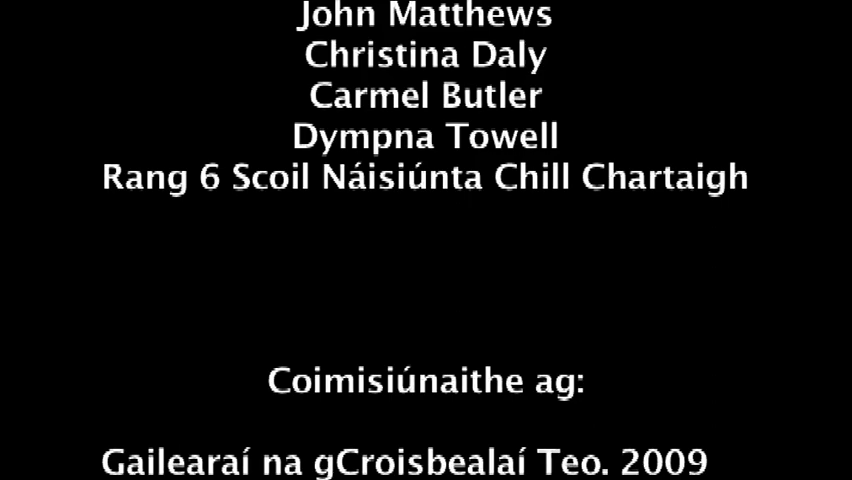 John Matthews
Christina Daly
Carmel Butler
Dympna Towell
Rang 6 Scoil Náisiúnta Chill Chartaigh
Coimisiúnaithe ag:
Gailearaí na gCroisbealaí Teo. 2009